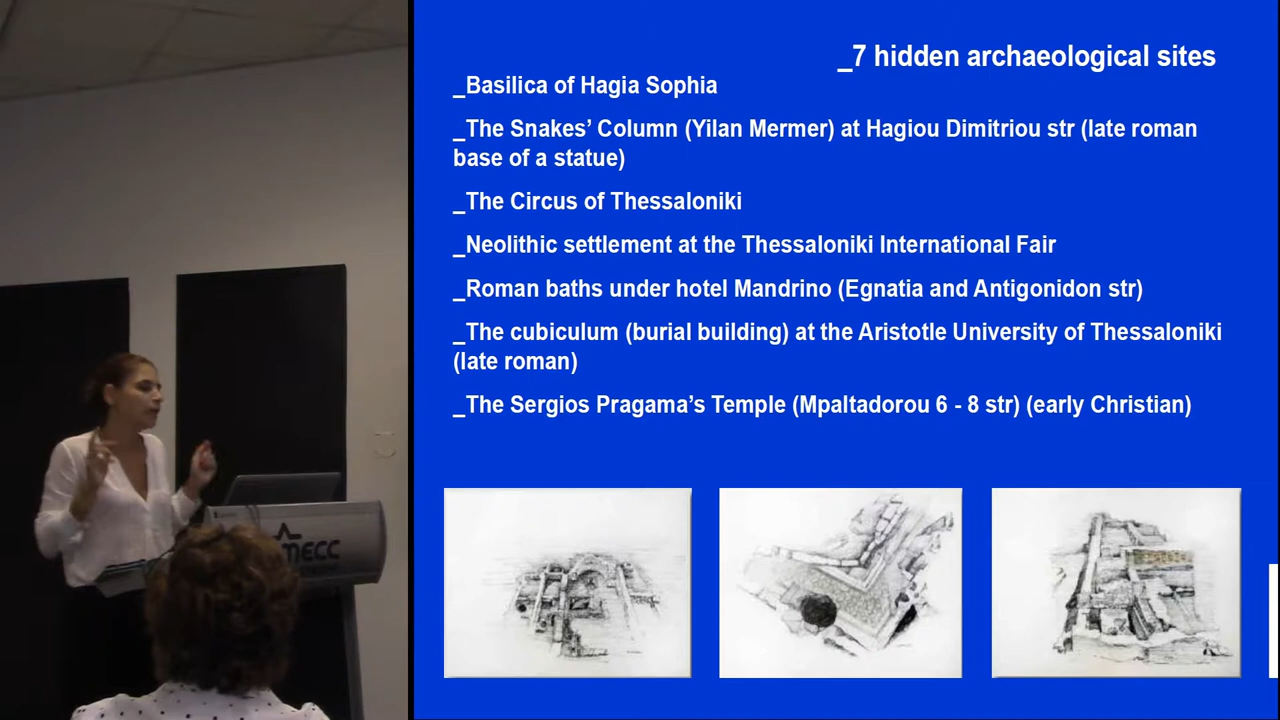 _7 hidden archaeological sites
_Basilica of Hagia Sophia
_The Snakes’ Column (Yilan Mermer) at Hagiou Dimitriou str (late roman
base of a statue)
_The Circus of Thessaloniki
_Neolithic settlement at the Thessaloniki International Fair
_Roman baths under hotel Mandrino (Egnatia and Antigonidon str)
_The cubiculum (burial building) at the Aristotle University of Thessaloniki
(late roman)
_The Sergios Pragama’s Temple (Mpaltadorou 6 - 8 str) (early Christian)
MECC